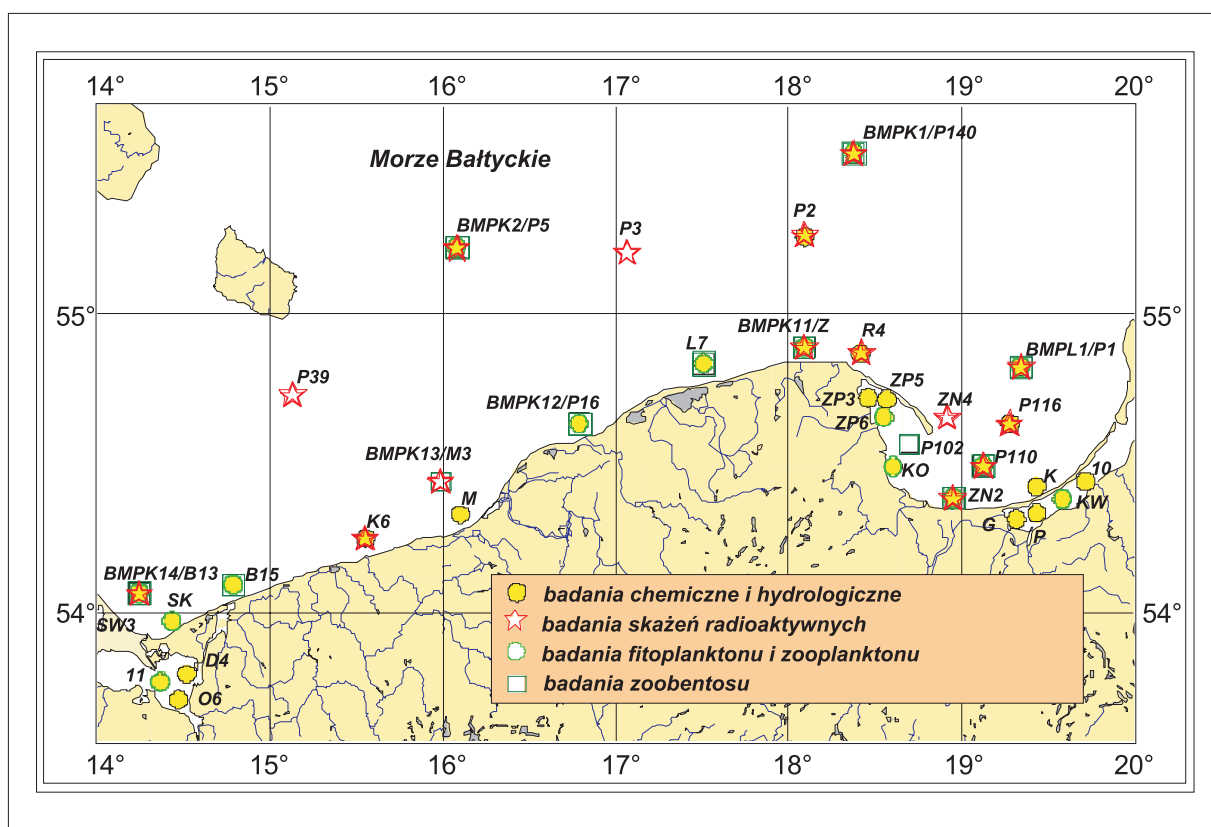 14° 15° 16° 17° 18° 19° 20°
BMPK1/P140
Morze Bałtyckie
P2
BMPK2/P5
P3
55° 55°
BMPK11/Z
R4
L7
BMPL1/P1
P39
ZP5
ZP3
ZN4
P116
BMPK12/P16
ZP6
P102
BMPK13/M3
KO
P110
K
10
M
ZN2
KW
K6
G
P
BMPK14/B13
B15
badania chemiczne i hydrologiczne
SK
54° 54°
SW3
badania skażeń radioaktywnych
D4
badania fitoplanktonu i zooplanktonu
11
O6
badania zoobentosu
14° 15° 16° 17° 18° 19° 20°